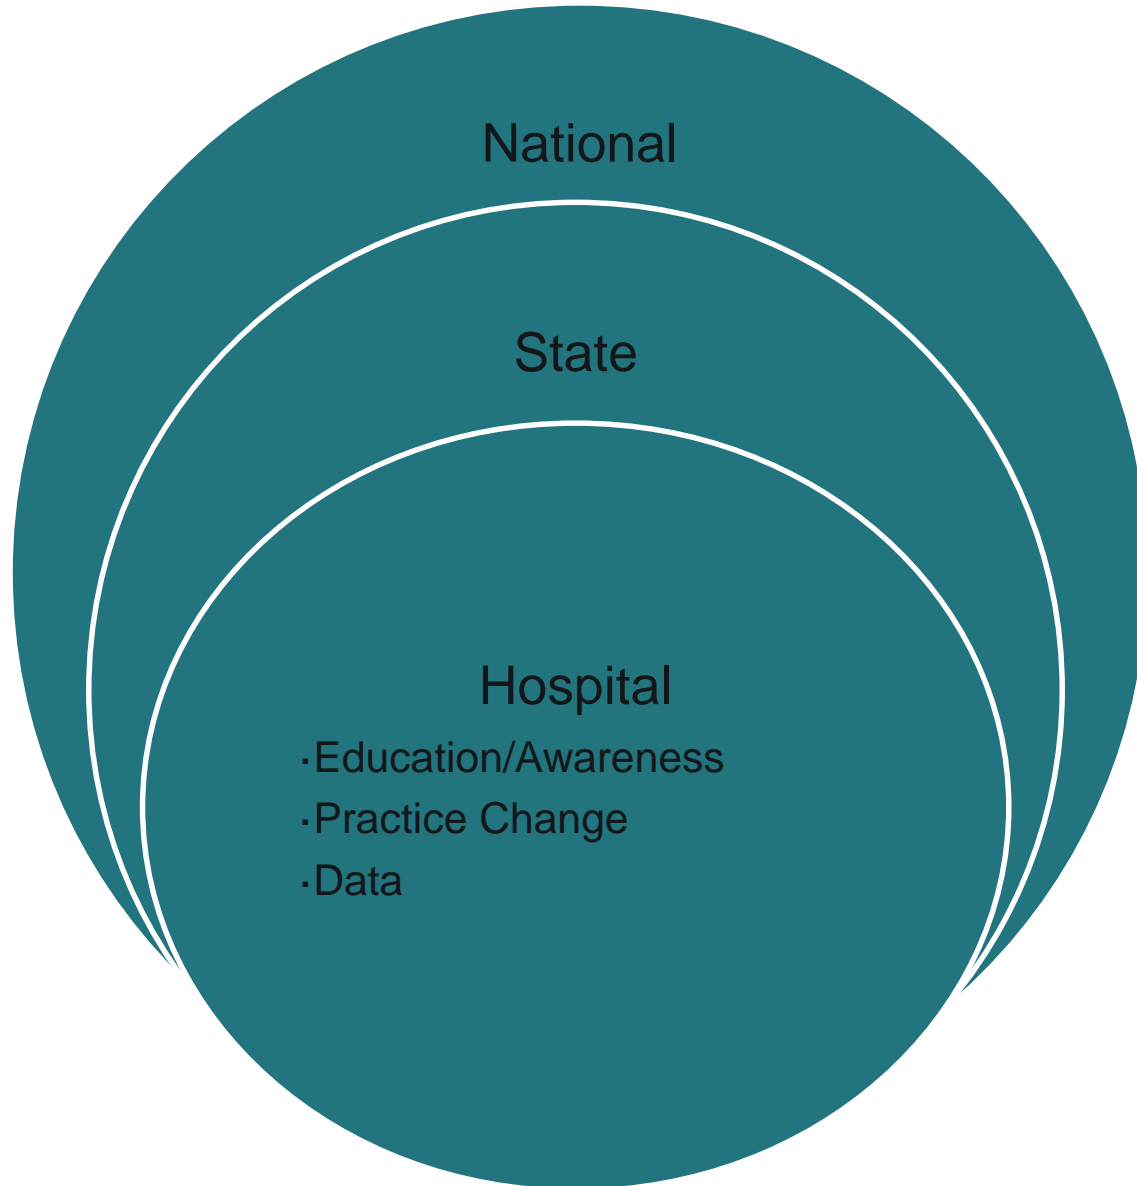 National
State
Hospital
·Education/Awareness
·Practice Change
·Data